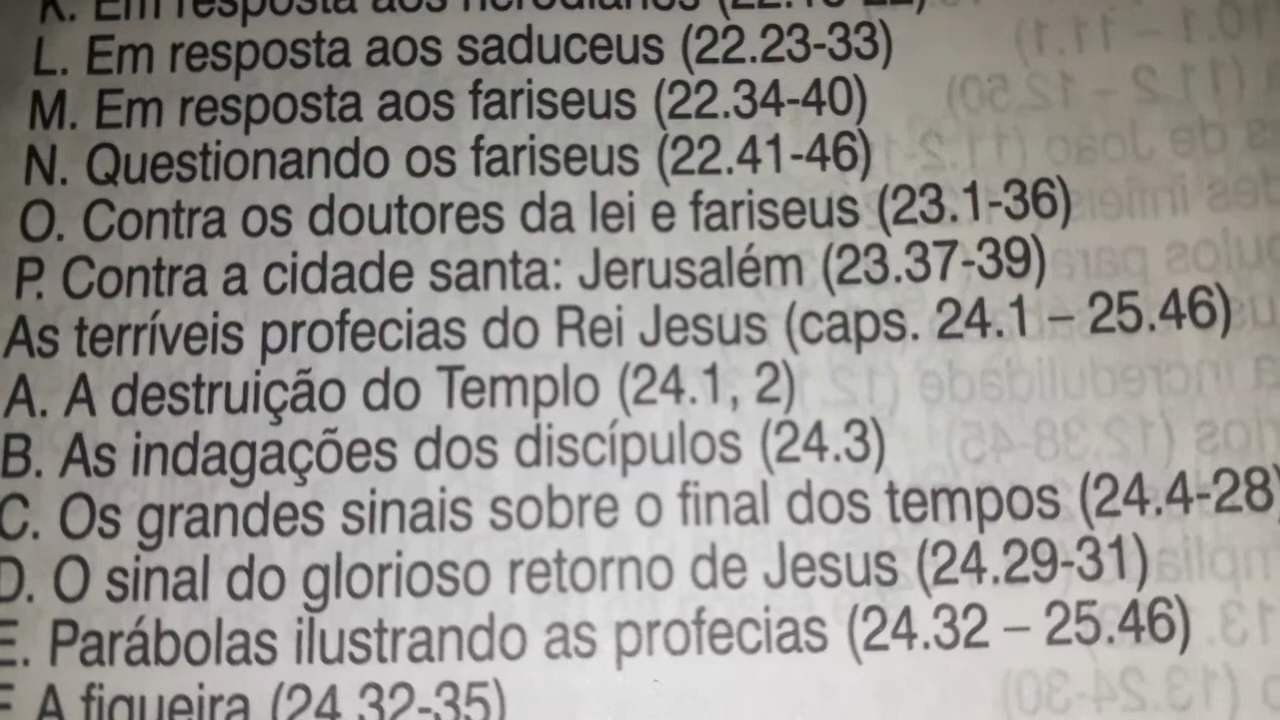 K. Em resposta aos herodianos
L. Em resposta aos saduceus (22.23-33)
M. Em resposta aos fariseus (22.34-40)
N. Questionando os fariseus (22.41-46)
O. Contra os doutores da lei e fariseus (23.1-36)
P. Contra a cidade santa: Jerusalém (23.37-39)
As terríveis profecias do Rei Jesus (caps. 24.1 – 25.46)
A. A destruição do Templo (24.1, 2)
B. As indagações dos discípulos (24.3)
C. Os grandes sinais sobre o final dos tempos (24.4-28)
D. O sinal do glorioso retorno de Jesus (24.29-31)
E. Parábolas ilustrando as profecias (24.32 – 25.46)
F A figueira (24.32-35)